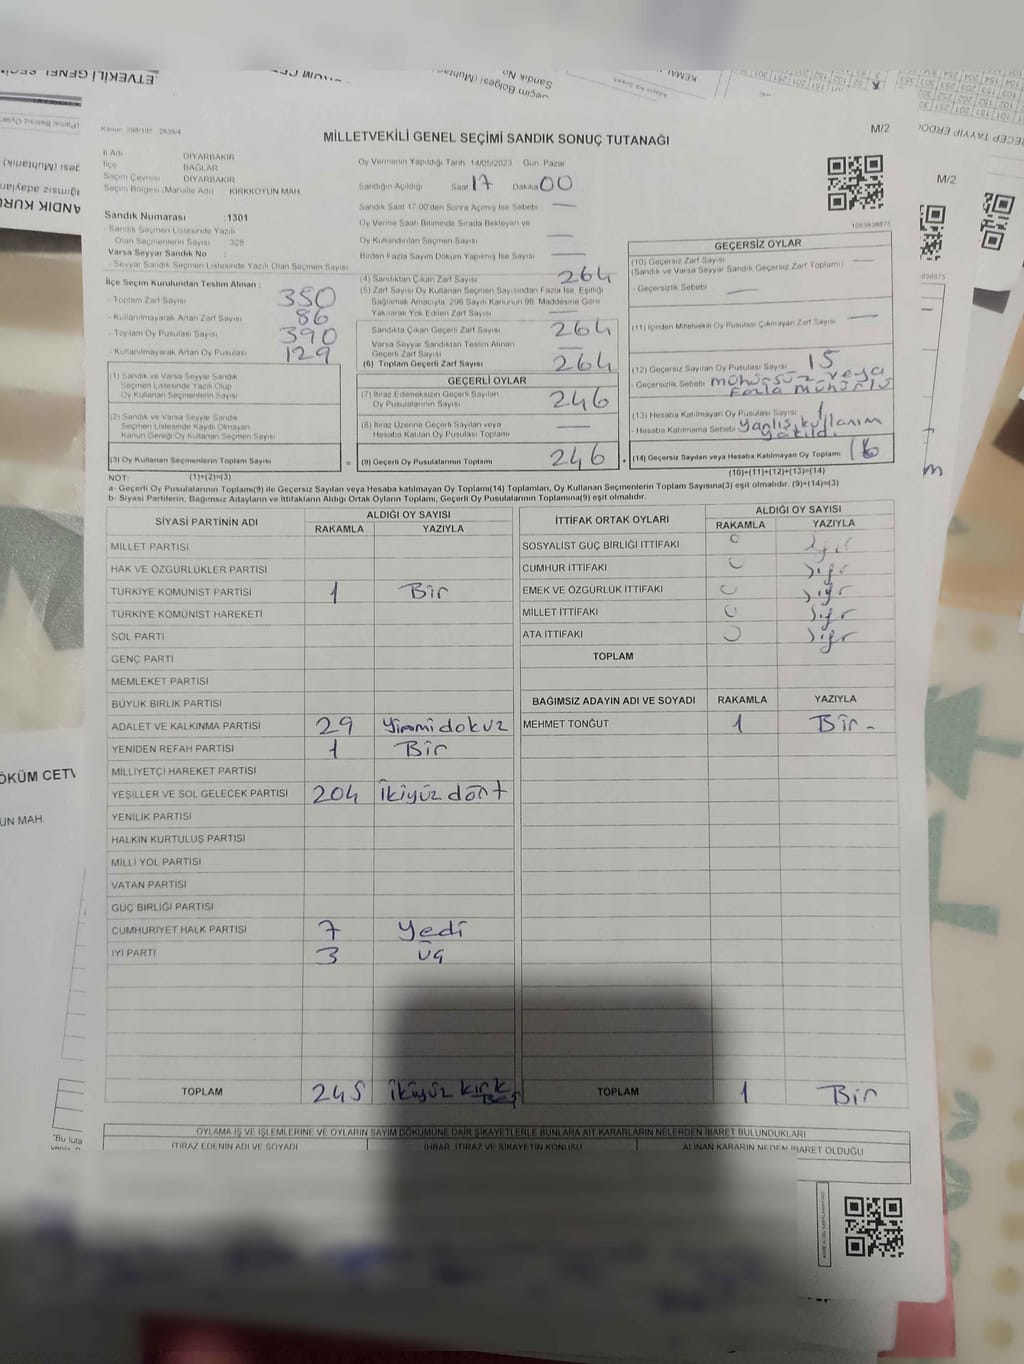 MİLLETVEKİLİ GENEL SEÇİMİ SANDIK SONUÇ TUTANAĞI
M/2
İl Adı DİYARBAKIR
İlçe BAĞLAR
Seçim Çevresi DİYARBAKIR
Seçim Bölgesi (Mahalle Adı) KIRKKOYUN MAH.
Sandık Numarası :1301
- Sandık Seçmen Listesinde Yazılı
Olan Seçmenlerin Sayısı 328
Varsa Seyyar Sandık No
- Seyyar Sandık Seçmen Listesinde Yazılı Olan Seçmen Sayısı
İlçe Seçim Kurulundan Teslim Alınan :
- Toplam Zarf Sayısı 350
- Kullanılmayarak Artan Zarf Sayısı 86
- Toplam Oy Pusulası Sayısı 390
- Kullanılmayarak Artan Oy Pusulası 129
(1) Sandık ve Varsa Seyyar Sandık
Seçmen Listesinde Yazılı Olup
Oy Kullanan Seçmenlerin Sayısı
(2) Sandık ve Varsa Seyyar Sandık
Seçmen Listesinde Kayıtlı Olmayan
Kanun Gereği Oy Kullanan Seçmen Sayısı
(3) Oy Kullanan Seçmenlerin Toplam Sayısı
(1)+(2)=(3)
Oy Vermenin Yapıldığı Tarih 14/05/2023 Gün Pazar
Sandığın Açıldığı Saat 17 Dakika 00
Sandık Saat 17.00'den Sonra Açılmış İse Sebebi
Oy Verme Saati Bitiminde Sırada Bekleyen ve
Oy Kullandırılan Seçmen Sayısı
Birden Fazla Sayım Döküm Yapılmış İse Sayısı
(4) Sandıktan Çıkan Zarf Sayısı 264
(5) Zarf Sayısı Oy Kullanan Seçmen Sayısından Fazla İse, Eşitliği
Sağlamak Amacıyla, 298 Sayılı Kanunun 98. Maddesine Göre
Yakılarak Yok Edilen Zarf Sayısı
Sandıkta Çıkan Geçerli Zarf Sayısı 264
Varsa Seyyar Sandıktan Teslim Alınan
Geçerli Zarf Sayısı
(6) Toplam Geçerli Zarf Sayısı 264
GEÇERLİ OYLAR
(7) İtiraz Edilmeksizin Geçerli Sayılan
Oy Pusulalarının Sayısı 246
(8) İtiraz Üzerine Geçerli Sayılan veya
Hesaba Katılan Oy Pusulası Toplamı
= (9) Geçerli Oy Pusulalarının Toplamı 246 +
GEÇERSİZ OYLAR
(10) Geçersiz Zarf Sayısı
(Sandık ve Varsa Seyyar Sandık Geçersiz Zarf Toplamı)
- Geçersizlik Sebebi
(11) İçinden Milletvekili Oy Pusulası Çıkmayan Zarf Sayısı
(12) Geçersiz Sayılan Oy Pusulası Sayısı 15
- Geçersizlik Sebebi mühürsüz veya
Fazla mühürlü
(13) Hesaba Katılmayan Oy Pusulası Sayısı 1
- Hesaba Katılmama Sebebi kullanım
(14) Geçersiz Sayılan veya Hesaba Katılmayan Oy Toplamı 16
(10)+(11)+(12)+(13)=(14)
NOT:
a- Geçerli Oy Pusulalarının Toplamı(9) ile Geçersiz Sayılan veya Hesaba katılmayan Oy Toplamı(14) Toplamları, Oy Kullanan Seçmenlerin Toplam Sayısına(3) eşit olmalıdır. (9)+(14)=(3)
b- Siyasi Partilerin, Bağımsız Adayların ve İttifakların Aldığı Ortak Oyların Toplamı, Geçerli Oy Pusulalarının Toplamına(9) eşit olmalıdır.
SİYASİ PARTİNİN ADI ALDIĞI OY SAYISI
RAKAMLA YAZIYLA
MİLLET PARTİSİ
HAK VE ÖZGÜRLÜKLER PARTİSİ
TÜRKİYE KOMÜNİST PARTİSİ 1 Bir
TÜRKİYE KOMÜNİST HAREKETİ
SOL PARTİ
GENÇ PARTİ
MEMLEKET PARTİSİ
BÜYÜK BİRLİK PARTİSİ
ADALET VE KALKINMA PARTİSİ 29 yirmidokuz
YENİDEN REFAH PARTİSİ 1 Bir
MİLLİYETÇİ HAREKET PARTİSİ
YEŞİLLER VE SOL GELECEK PARTİSİ 204 ikiyüz dört
YENİLİK PARTİSİ
HALKIN KURTULUŞ PARTİSİ
MİLLİ YOL PARTİSİ
VATAN PARTİSİ
GÜÇ BİRLİĞİ PARTİSİ
CUMHURİYET HALK PARTİSİ 7 yedi
İYİ PARTİ 3 üç
TOPLAM 245 ikiyüz kırk
Beş
İTTİFAK ORTAK OYLARI ALDIĞI OY SAYISI
RAKAMLA YAZIYLA
SOSYALİST GÜÇ BİRLİĞİ İTTİFAKI 0 sıfır
CUMHUR İTTİFAKI 0 sıfır
EMEK VE ÖZGÜRLÜK İTTİFAKI 0 sıfır
MİLLET İTTİFAKI 0 sıfır
ATA İTTİFAKI 0 sıfır
TOPLAM
BAĞIMSIZ ADAYIN ADI VE SOYADI RAKAMLA YAZIYLA
MEHMET TONĞUT 1 Bir -
TOPLAM 1 Bir
OYLAMA İŞ VE İŞLEMLERİNE VE OYLARIN SAYIM DÖKÜMÜNE DAİR ŞİKAYETLERLE BUNLARA AİT KARARLARIN NELERDEN İBARET BULUNDUKLARI
İTİRAZ EDENİN ADI VE SOYADI İHBAR İTİRAZ VE ŞİKAYETİN KONUSU ALINAN KARARIN NEDEN İBARET OLDUĞU
M/2
ÖKÜM CETV
UN MAH.